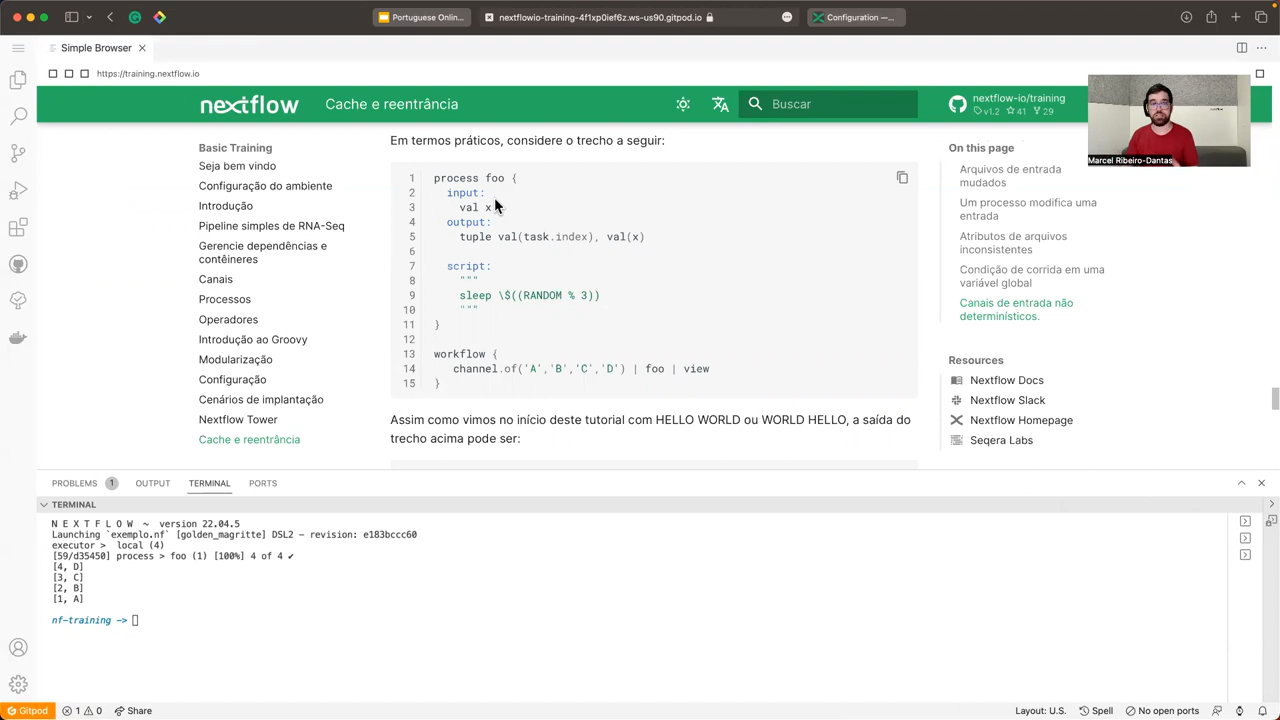 Portuguese Onlin...
nextflowio-training-4f1xp0ief6z.ws-us90.gitpod.io
Configuration —...
Simple Browser
https://training.nextflow.io
nextflow
Cache e reentrância
Buscar
nextflow-io/training
v1.2 41 29
Marcel Ribeiro-Dantas
Basic Training
Seja bem vindo
Configuração do ambiente
Introdução
Pipeline simples de RNA-Seq
Gerencie dependências e
contêineres
Canais
Processos
Operadores
Introdução ao Groovy
Modularização
Configuração
Cenários de implantação
Nextflow Tower
Cache e reentrância
Em termos práticos, considere o trecho a seguir:
1 process foo {
2 input:
3 val x
4 output:
5 tuple val(task.index), val(x)
6
7 script:
8 """
9 sleep \$((RANDOM % 3))
10 """
11 }
12
13 workflow {
14 channel.of('A','B','C','D') | foo | view
15 }
Assim como vimos no início deste tutorial com HELLO WORLD ou WORLD HELLO, a saída do
trecho acima pode ser:
On this page
Arquivos de entrada
mudados
Um processo modifica uma
entrada
Atributos de arquivos
inconsistentes
Condição de corrida em uma
variável global
Canais de entrada não
determinísticos.
Resources
Nextflow Docs
Nextflow Slack
Nextflow Homepage
Seqera Labs
PROBLEMS 1 OUTPUT TERMINAL PORTS
TERMINAL
N E X T F L O W ~ version 22.04.5
Launching `exemplo.nf` [golden_magritte] DSL2 - revision: e183bccc60
executor > local (4)
[59/d35450] process > foo (1) [100%] 4 of 4 ✔
[4, D]
[3, C]
[2, B]
[1, A]
nf-training ->
Gitpod 1 0 Share
Layout: U.S. Spell No open ports